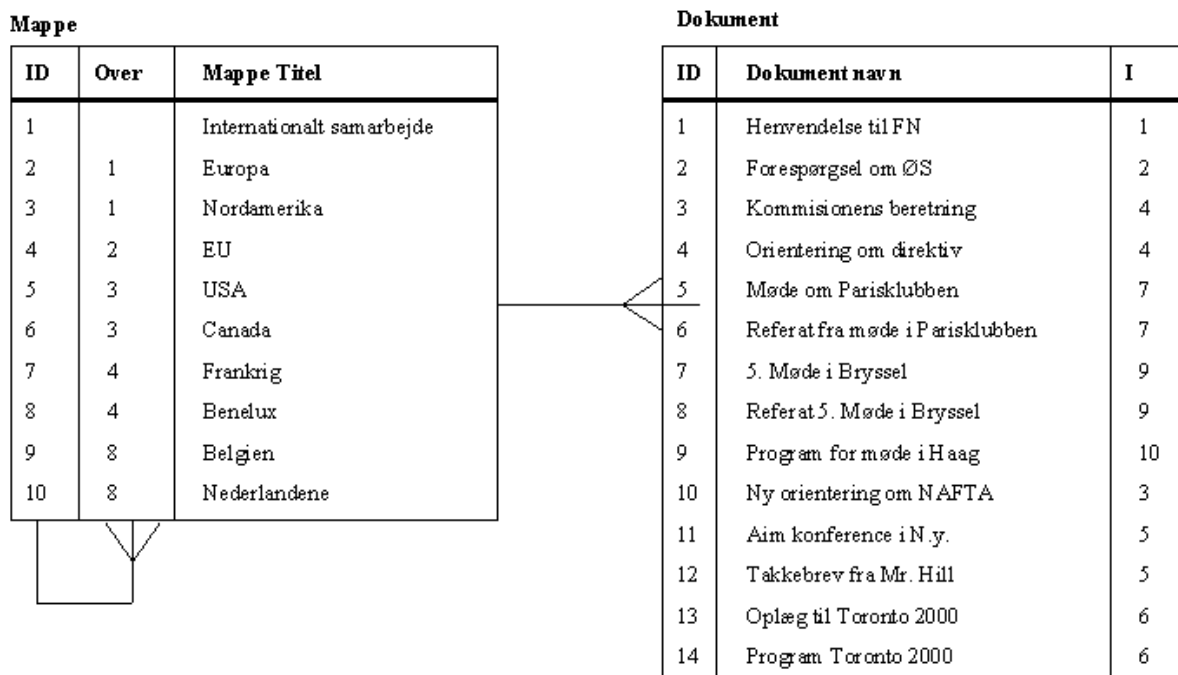 Mappe
ID Over Mappe Titel
1 Internationalt samarbejde
2 1 Europa
3 1 Nordamerika
4 2 EU
5 3 USA
6 3 Canada
7 4 Frankrig
8 4 Benelux
9 8 Belgien
10 8 Nederlandene
Dokument
ID Dokument navn I
1 Henvendelse til FN 1
2 Forespørgsel om ØS 2
3 Kommisionens beretning 4
4 Orientering om direktiv 4
5 Møde om Parisklubben 7
6 Referat fra møde i Parisklubben 7
7 5. Møde i Bryssel 9
8 Referat 5. Møde i Bryssel 9
9 Program for møde i Haag 10
10 Ny orientering om NAFTA 3
11 Aim konference i N.y. 5
12 Takkebrev fra Mr. Hill 5
13 Oplæg til Toronto 2000 6
14 Program Toronto 2000 6